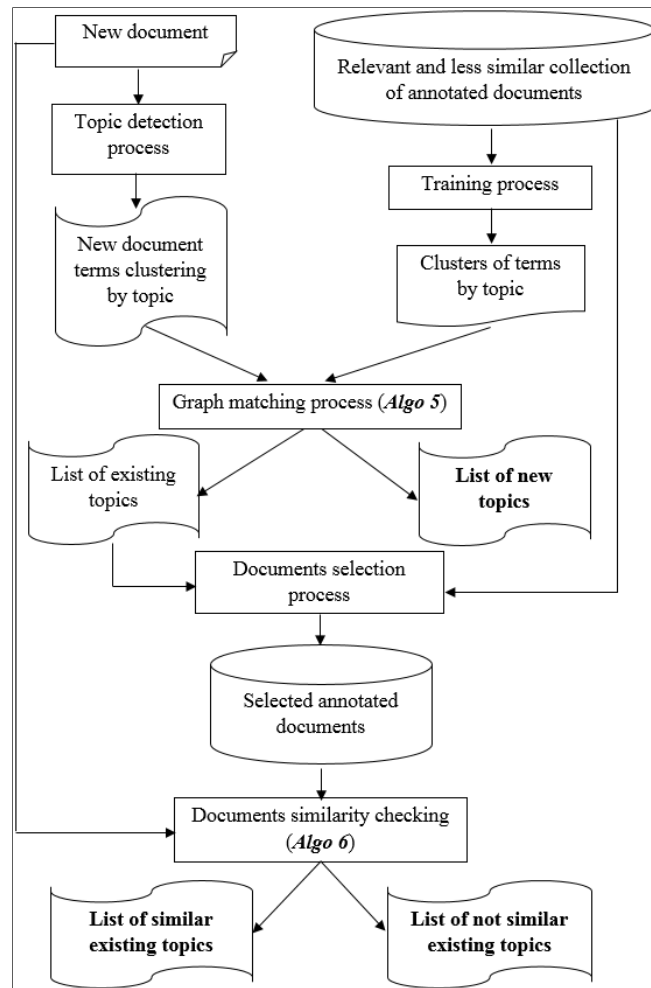 New document
Relevant and less similar collection
of annotated documents
Topic detection
process
Training process
New document
terms clustering
by topic
Clusters of terms
by topic
Graph matching process (Algo 5)
List of existing
topics
List of new
topics
Documents selection
process
Selected annotated
documents
Documents similarity checking
(Algo 6)
List of similar
existing topics
List of not similar
existing topics